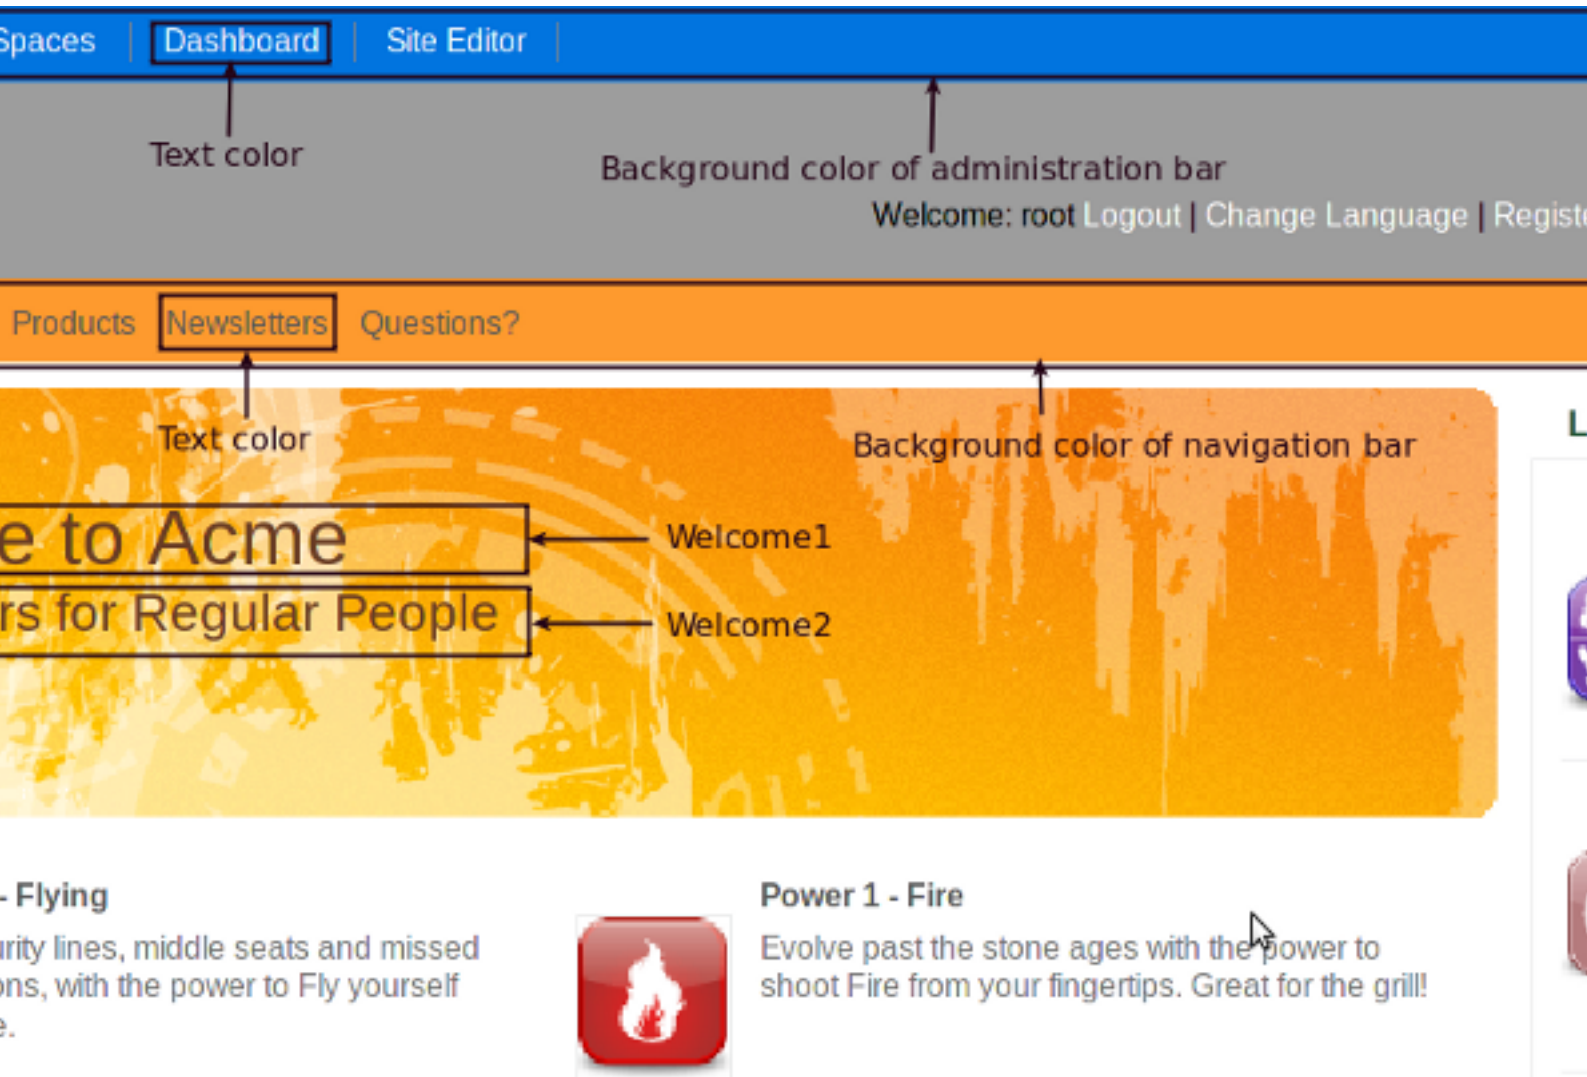 Spaces Dashboard Site Editor
Text color
Background color of administration bar
Welcome: root Logout | Change Language | Registe
Products Newsletters Questions?
Text color
Background color of navigation bar
L
e to Acme
Welcome1
rs for Regular People
Welcome2
- Flying
urity lines, middle seats and missed
ons, with the power to Fly yourself
e.
Power 1 - Fire
Evolve past the stone ages with the power to
shoot Fire from your fingertips. Great for the grill!